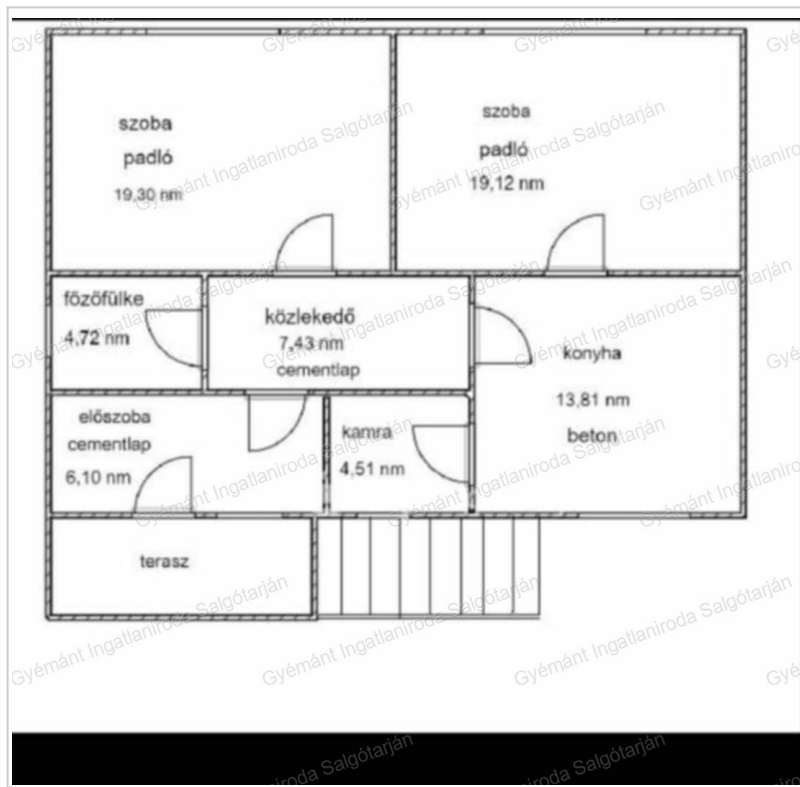 szoba
padló
19,30 nm
szoba
padló
19,12 nm
főzőfülke
4,72 nm
közlekedő
7,43 nm
cementlap
konyha
13,81 nm
beton
előszoba
cementlap
6,10 nm
kamra
4,51 nm
terasz
Gyémánt Ingatlaniroda Salgótarján